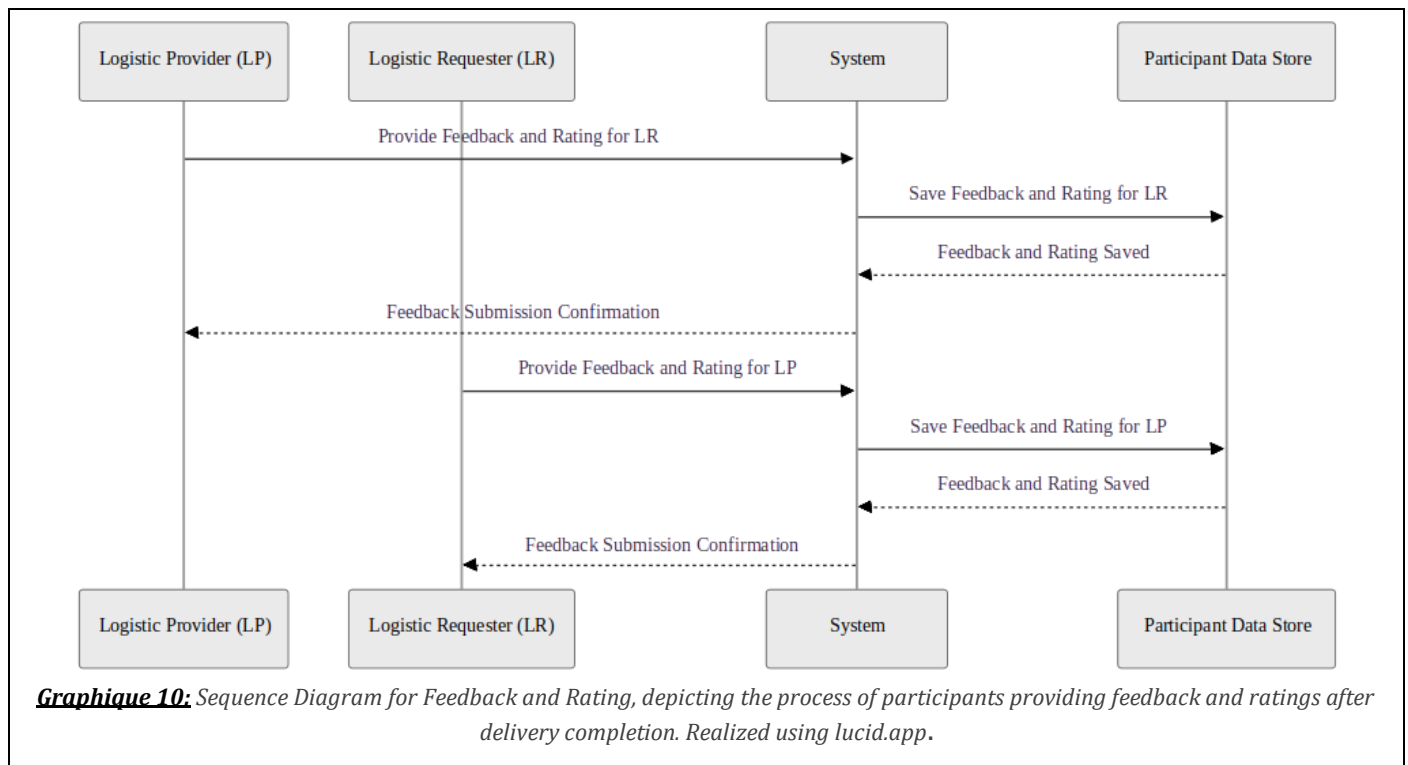 Logistic Provider (LP)
Logistic Requester (LR)
System
Participant Data Store
Provide Feedback and Rating for LR
Save Feedback and Rating for LR
Feedback and Rating Saved
Feedback Submission Confirmation
Provide Feedback and Rating for LP
Save Feedback and Rating for LP
Feedback and Rating Saved
Feedback Submission Confirmation
Logistic Provider (LP)
Logistic Requester (LR)
System
Participant Data Store
Graphique 10: Sequence Diagram for Feedback and Rating, depicting the process of participants providing feedback and ratings after
delivery completion. Realized using lucid.app.